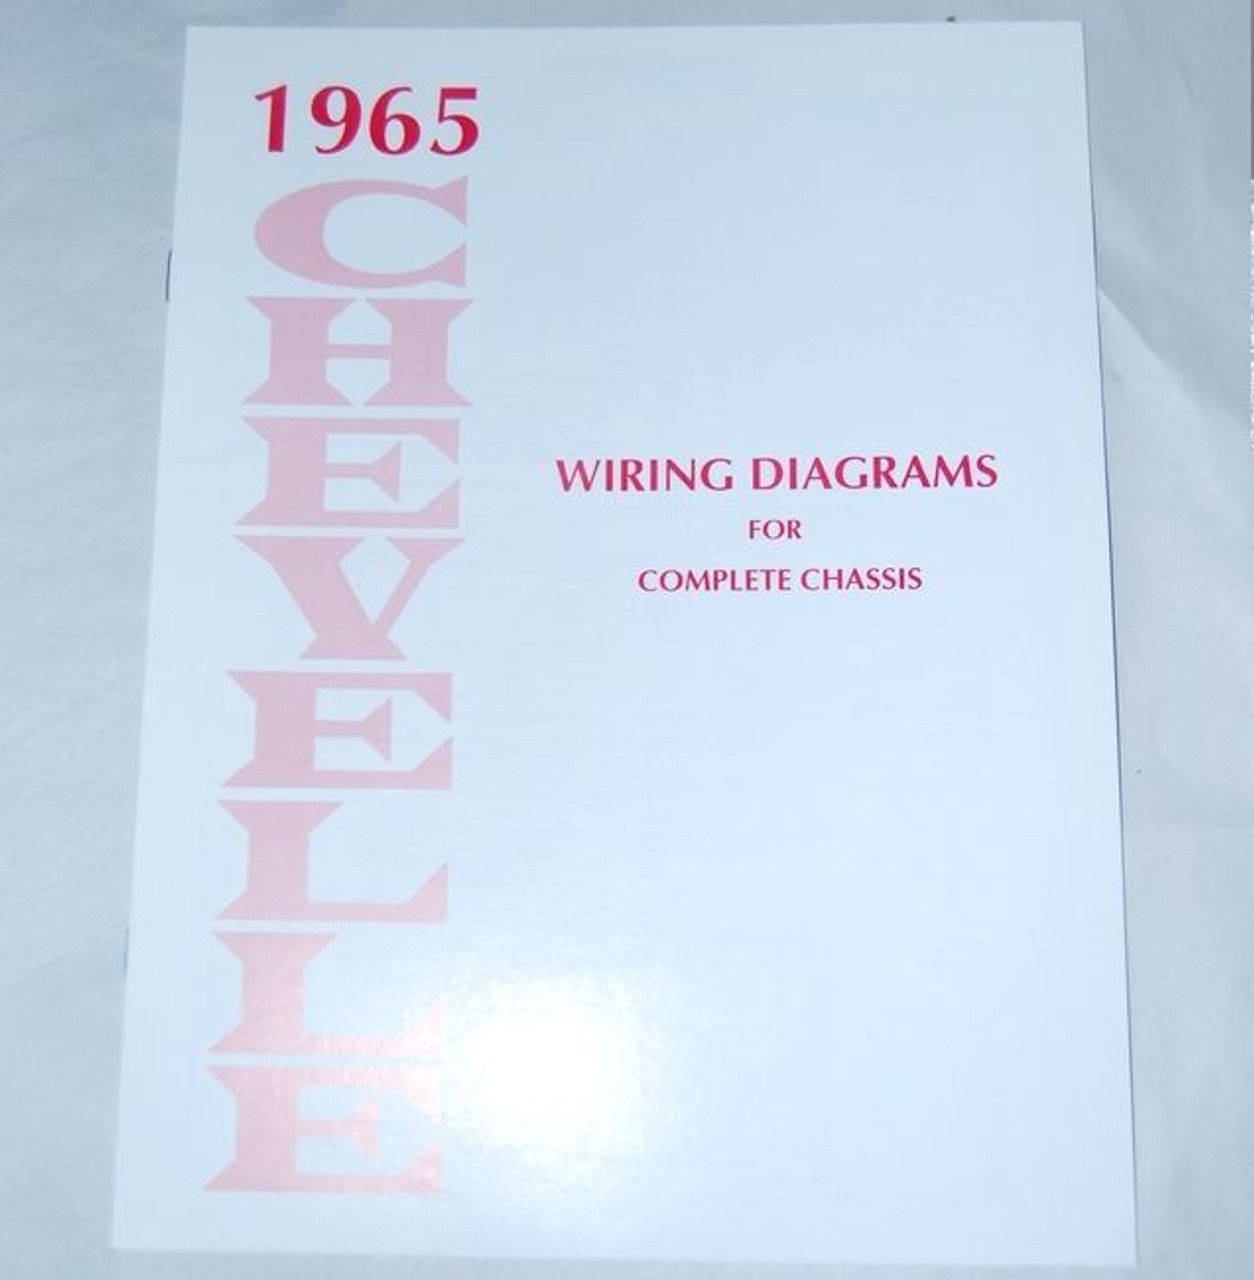 1965
CHEVELLE
WIRING DIAGRAMS
FOR
COMPLETE CHASSIS